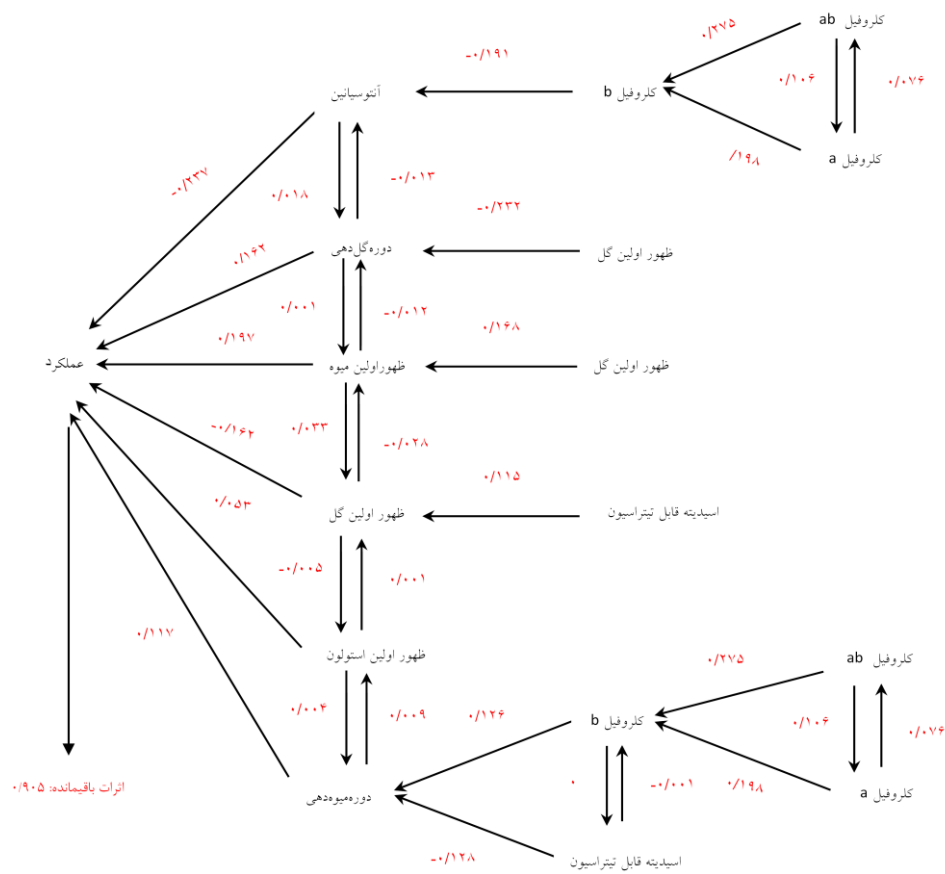 کلروفیل ab
۰/۲۷۵
-۰/۱۹۱
۰/۱۰۶
۰/۰۷۶
آنتوسیانین
کلروفیل b
/۱۹۸
کلروفیل a
-۰/۲۳۷
۰/۰۱۸
-۰/۰۱۳
-۰/۲۳۲
۰/۱۶۲
دوره‌گل‌دهی
ظهور اولین گل
۰/۰۰۱
-۰/۰۱۲
۰/۱۶۸
۰/۱۹۷
عملکرد
ظهوراولین میوه
ظهور اولین گل
-۰/۱۶۲
۰/۰۳۳
-۰/۰۲۸
۰/۱۱۵
۰/۰۵۳
ظهور اولین گل
اسیدیته قابل تیتراسیون
-۰/۰۰۵
۰/۰۰۱
۰/۱۱۷
ظهور اولین استولون
۰/۲۷۵
کلروفیل ab
۰/۰۰۴
۰/۰۰۹
۰/۱۲۶
کلروفیل b
۰/۱۰۶
۰/۰۷۶
اثرات باقیمانده: ۰/۹۰۵
دوره‌میوه‌دهی
۰
-۰/۰۰۱
۰/۱۹۸
کلروفیل a
-۰/۱۲۸
اسیدیته قابل تیتراسیون